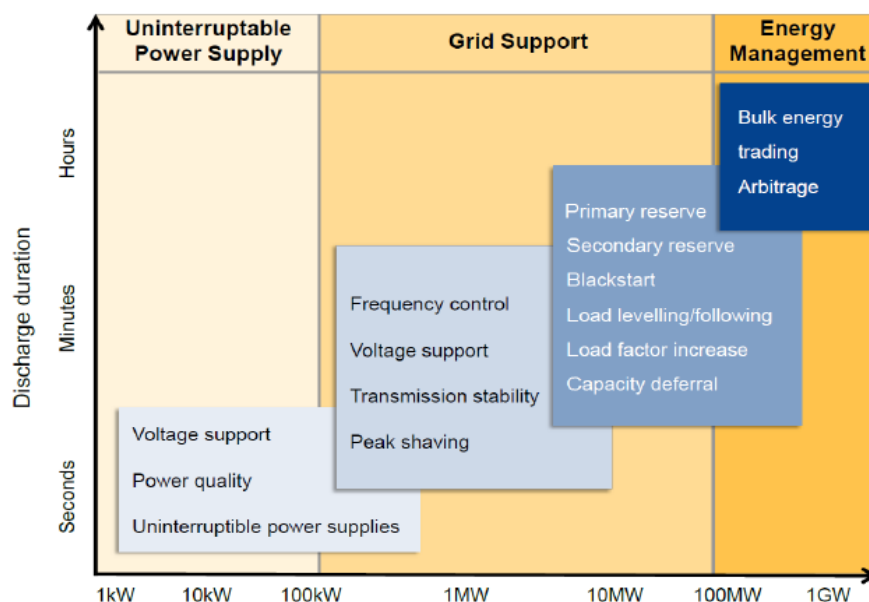 Uninterruptable
Power Supply
Grid Support
Energy
Management
Discharge duration
Hours
Minutes
Seconds
Bulk energy
trading
Arbitrage
Primary reserve
Secondary reserve
Blackstart
Load levelling/following
Load factor increase
Capacity deferral
Frequency control
Voltage support
Transmission stability
Peak shaving
Voltage support
Power quality
Uninterruptible power supplies
1kW 10kW 100kW 1MW 10MW 100MW 1GW